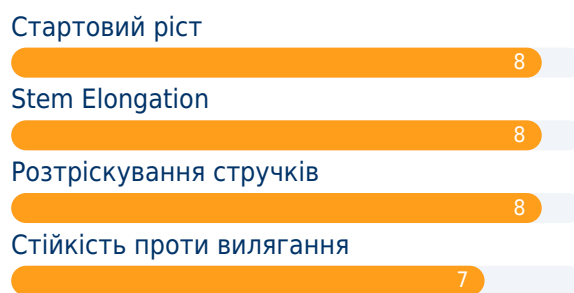 Стартовий ріст
8
Stem Elongation
8
Розтріскування стручків
8
Стійкість проти вилягання
7